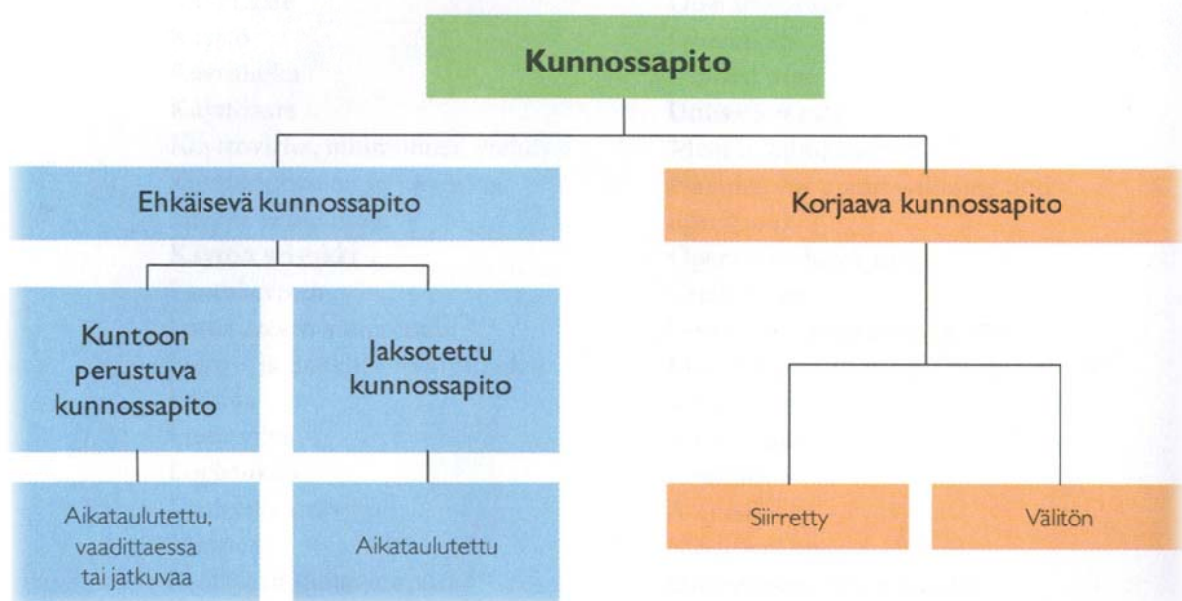 Kunnossapito
Ehkäisevä kunnossapito
Korjaava kunnossapito
Kuntoon
perustuva
kunnossapito
Jaksotettu
kunnossapito
Aikataulutettu,
vaadittaessa
tai jatkuvaa
Aikataulutettu
Siirretty
Välitön